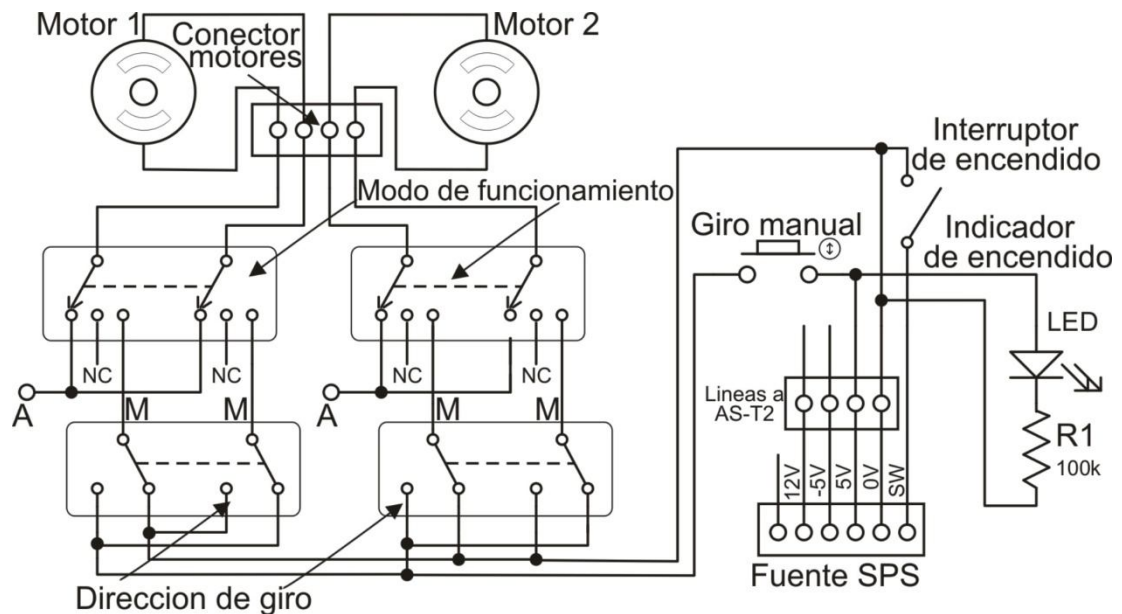 Motor 1
Conector
motores
Motor 2
Modo de funcionamiento
Interruptor
de encendido
Giro manual
Indicador
de encendido
LED
NC
NC
NC
NC
A
M
M
A
M
M
Lineas a
AS-T2
R1
100k
12V
-5V
5V
0V
SW
Fuente SPS
Direccion de giro